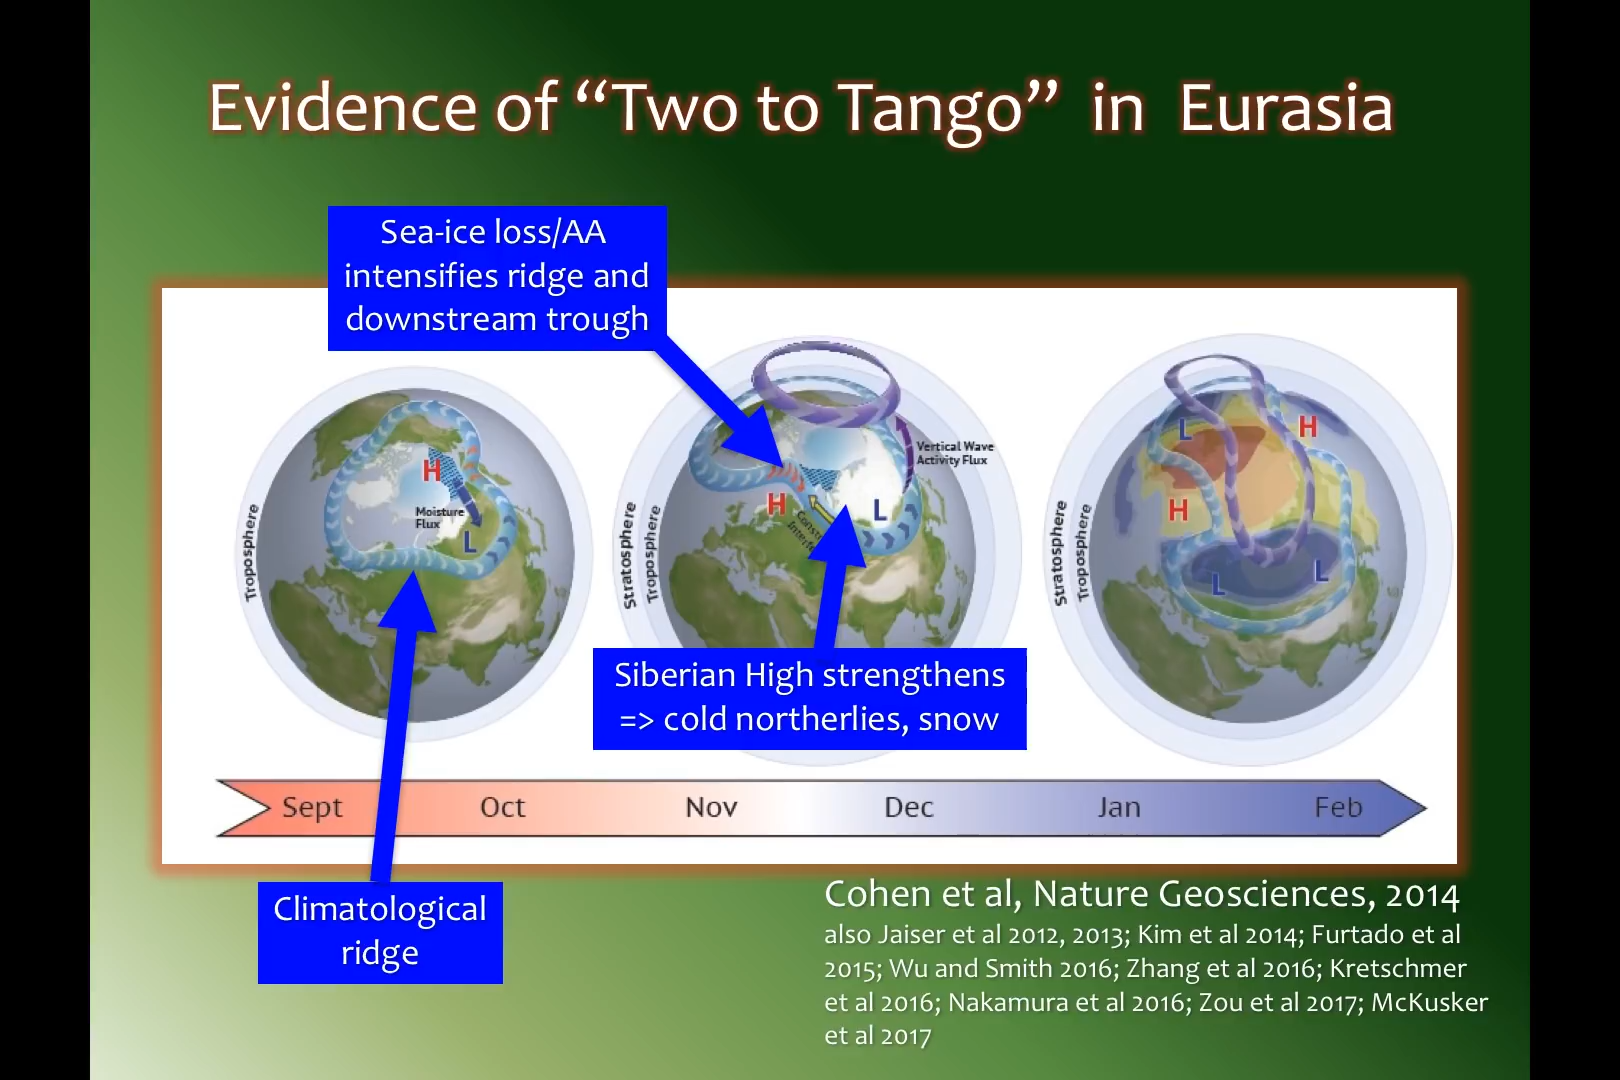 Evidence of “Two to Tango” in Eurasia
Sea-ice loss/AA
intensifies ridge and
downstream trough
Troposphere
H
Moisture
Flux
L
Stratosphere
Troposphere
H
L
Vertical Wave
Activity Flux
Stratosphere
Troposphere
L
H
H
L
L
Siberian High strengthens
=> cold northerlies, snow
Sept
Oct
Nov
Dec
Jan
Feb
Climatological
ridge
Cohen et al, Nature Geosciences, 2014
also Jaiser et al 2012, 2013; Kim et al 2014; Furtado et al
2015; Wu and Smith 2016; Zhang et al 2016; Kretschmer
et al 2016; Nakamura et al 2016; Zou et al 2017; McKusker
et al 2017